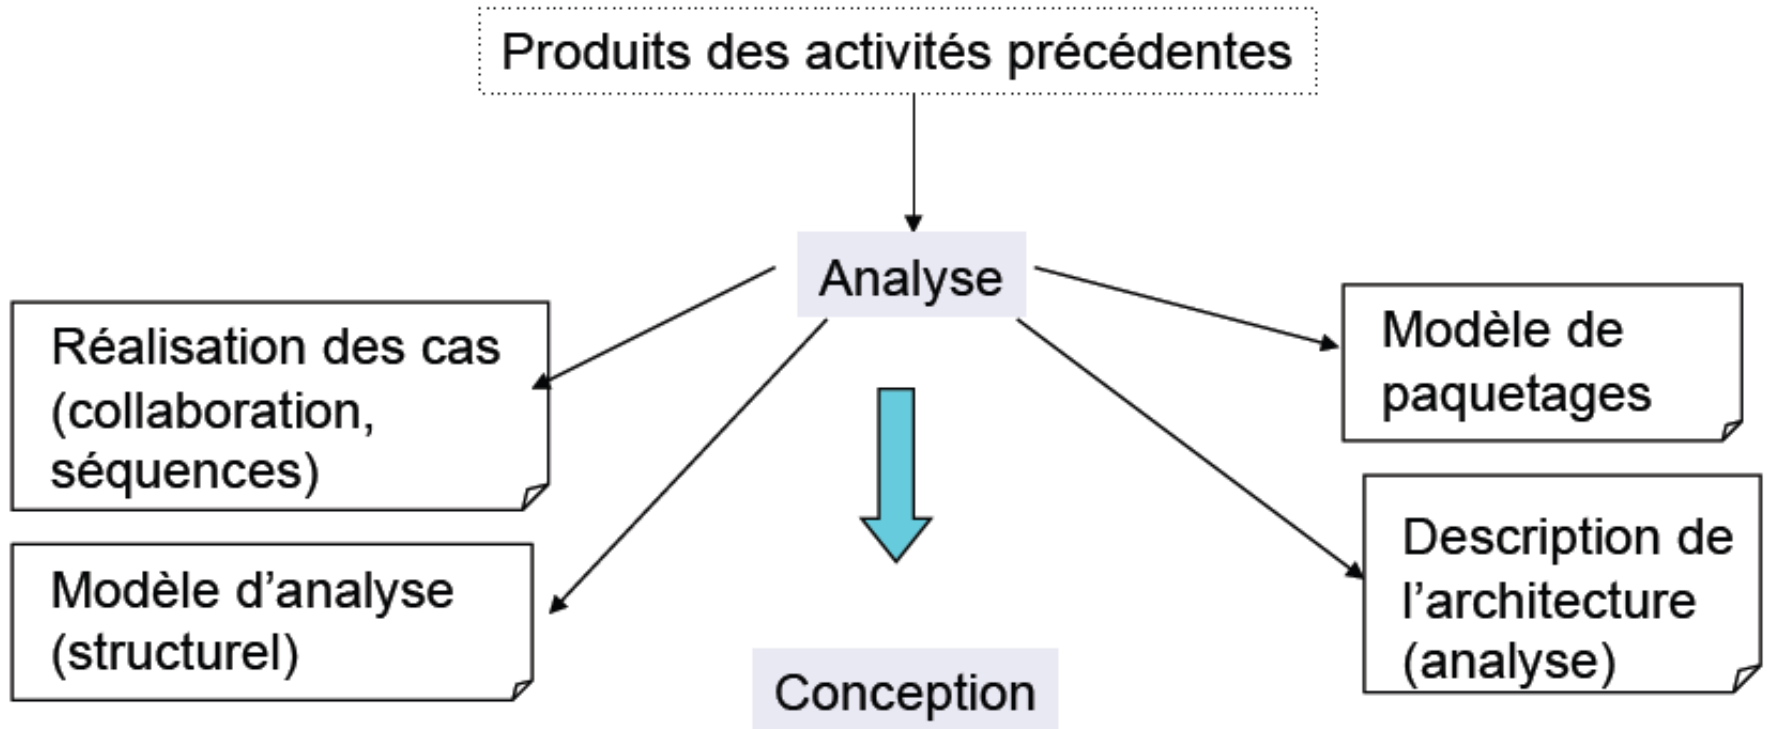 Produits des activités précédentes
Analyse
Réalisation des cas
(collaboration,
séquences)
Modèle d’analyse
(structurel)
Modèle de
paquetages
Description de
l’architecture
(analyse)
Conception